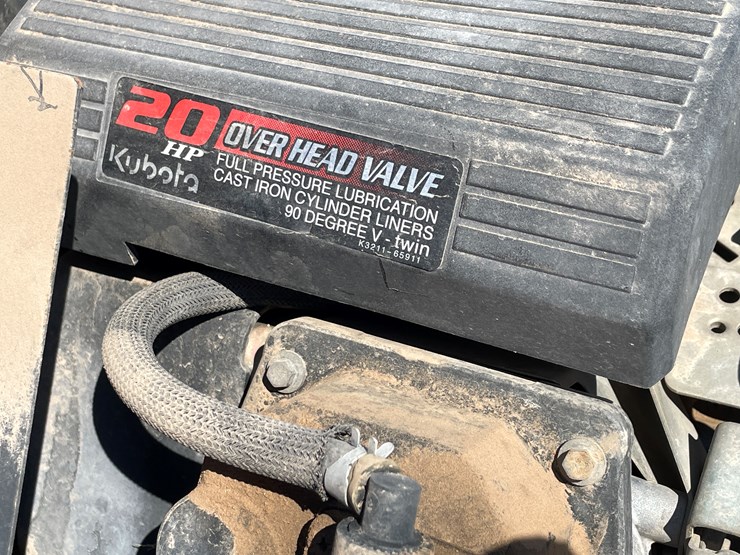 20 OVER HEAD VALVE
HP FULL PRESSURE LUBRICATION
Kubota CAST IRON CYLINDER LINERS
90 DEGREE V - twin
K3211-65911